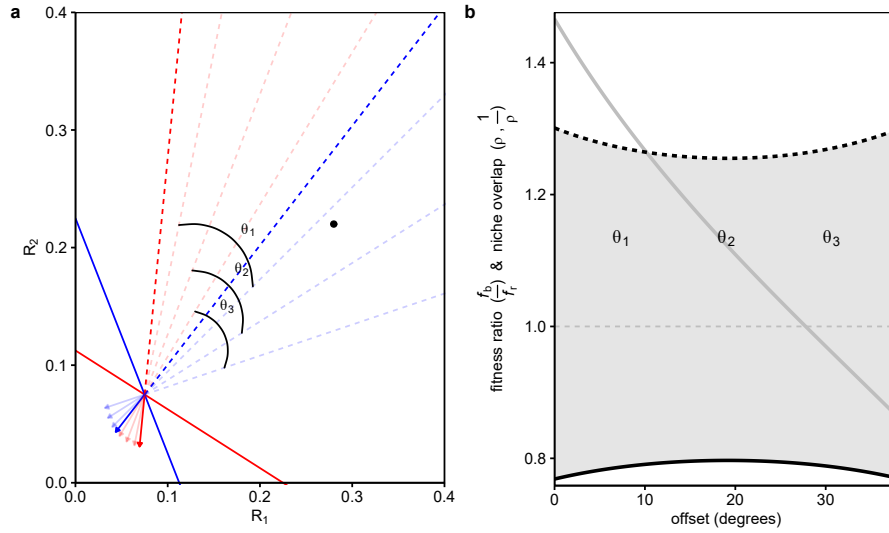 a
0.4
0.3
0.2
0.1
0.0
R2
0.0
0.1
0.2
0.3
0.4
R1
θ1
θ2
θ3
b
1.4
1.2
1.0
0.8
fitness ratio (fb/fr) & niche overlap (ρ, 1/ρ)
θ1
θ2
θ3
0
10
20
30
offset (degrees)